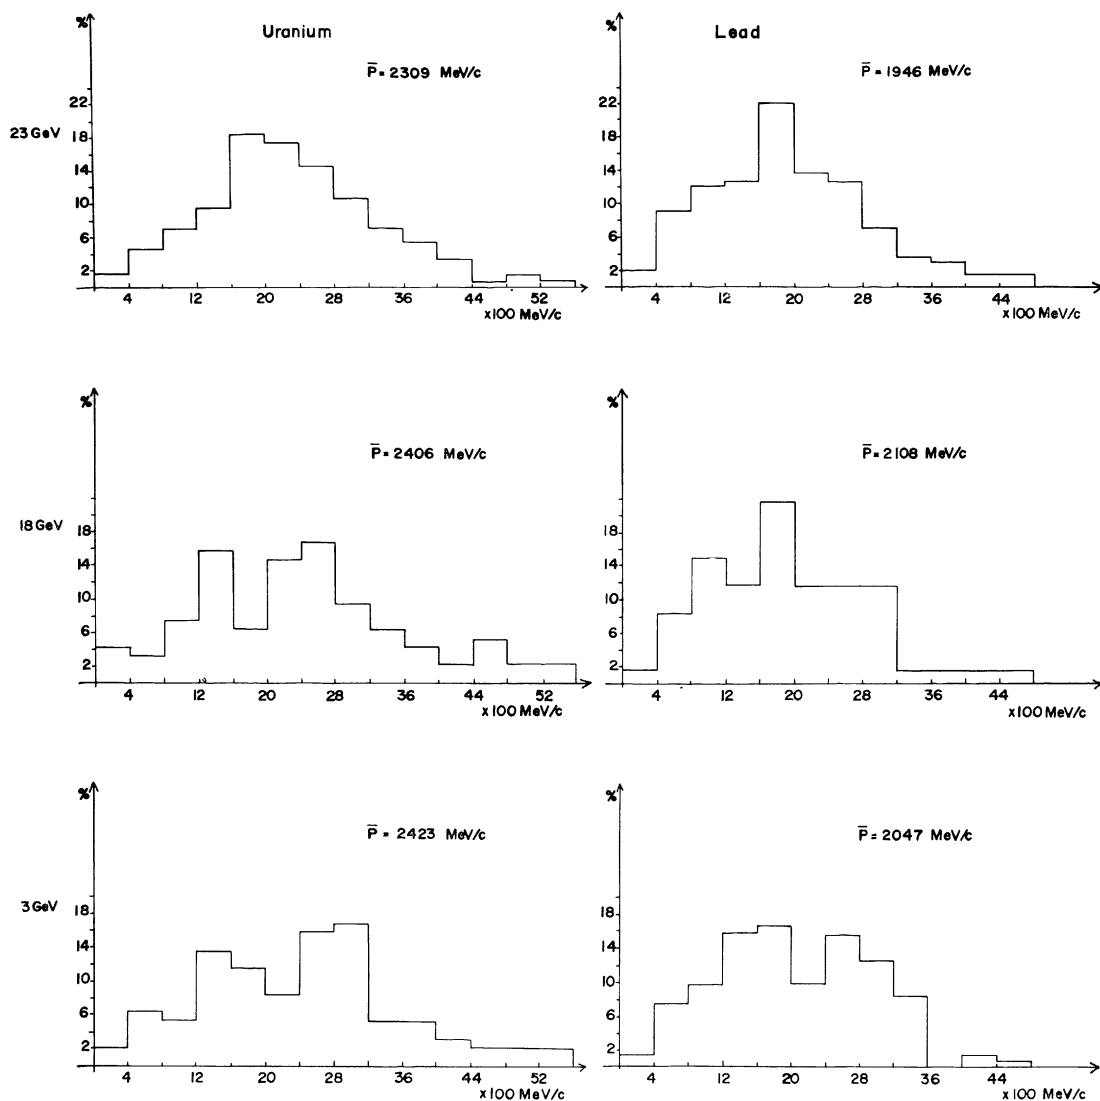 %
Uranium
P̅ = 2309 MeV/c
23 GeV
22
18
14
10
6
2
4 12 20 28 36 44 52
x100 MeV/c
%
Lead
P̅ = 1946 MeV/c
22
18
14
10
6
2
4 12 20 28 36 44
x100 MeV/c
%
P̅ = 2406 MeV/c
18 GeV
18
14
10
6
2
4 12 20 28 36 44 52
x100 MeV/c
%
P̅ = 2108 MeV/c
18
14
10
6
2
4 12 20 28 36 44
x100 MeV/c
%
P̅ = 2423 MeV/c
3 GeV
18
14
10
6
2
4 12 20 28 36 44 52
x100 MeV/c
%
P̅ = 2047 MeV/c
18
14
10
6
2
4 12 20 28 36 44
x100 MeV/c